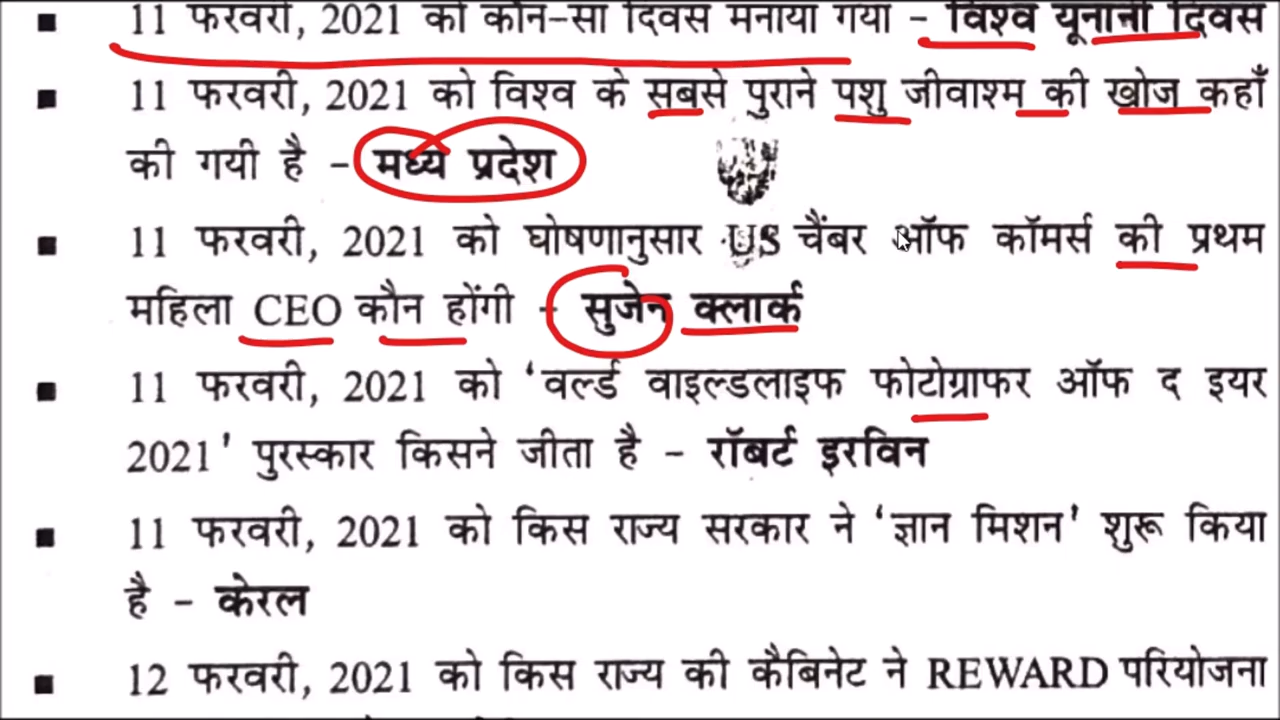 ▪ 11 फरवरी, 2021 को कौन-सा दिवस मनाया गया - विश्व यूनानी दिवस
▪ 11 फरवरी, 2021 को विश्व के सबसे पुराने पशु जीवाश्म की खोज कहाँ
की गयी है - मध्य प्रदेश
▪ 11 फरवरी, 2021 को घोषणानुसार US चैंबर ऑफ कॉमर्स की प्रथम
महिला CEO कौन होंगी - सुजेन क्लार्क
▪ 11 फरवरी, 2021 को 'वर्ल्ड वाइल्डलाइफ फोटोग्राफर ऑफ द इयर
2021' पुरस्कार किसने जीता है - रॉबर्ट इरविन
▪ 11 फरवरी, 2021 को किस राज्य सरकार ने 'ज्ञान मिशन' शुरू किया
है - केरल
▪ 12 फरवरी, 2021 को किस राज्य की कैबिनेट ने REWARD परियोजना